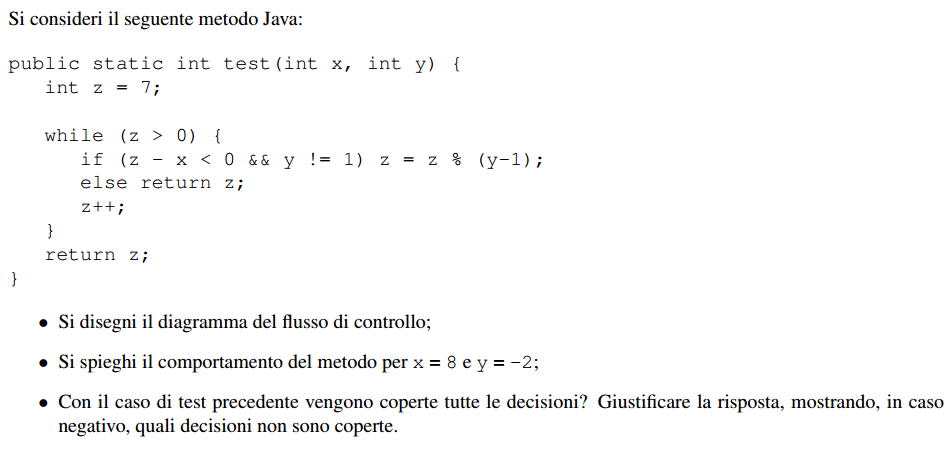 Si consideri il seguente metodo Java:
public static int test(int x, int y) {
   int z = 7;
   while (z > 0) {
      if (z - x < 0 && y != 1) z = z % (y-1);
      else return z;
      z++;
   }
   return z;
}
• Si disegni il diagramma del flusso di controllo;
• Si spieghi il comportamento del metodo per x = 8 e y = -2;
• Con il caso di test precedente vengono coperte tutte le decisioni? Giustificare la risposta, mostrando, in caso
negativo, quali decisioni non sono coperte.